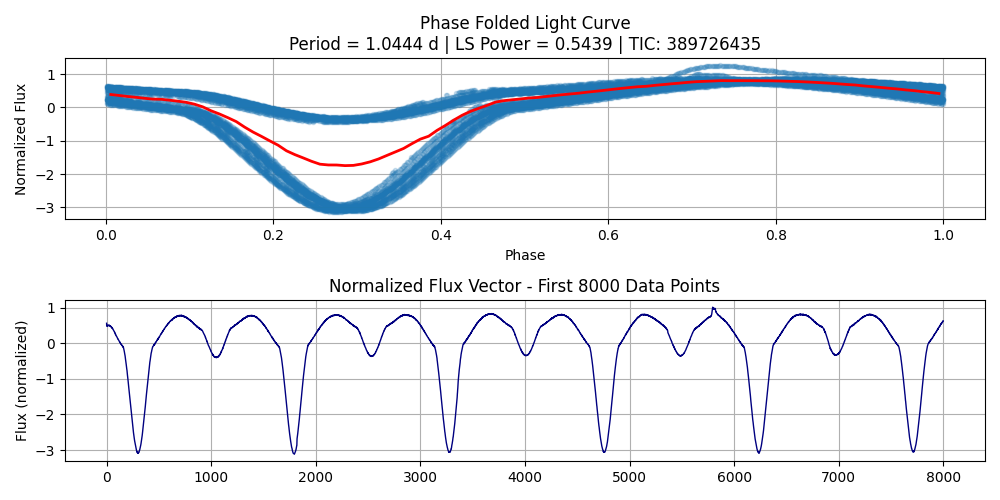 Phase Folded Light Curve
Period = 1.0444 d | LS Power = 0.5439 | TIC: 389726435
Normalized Flux
1
0
−1
−2
−3
0.0 0.2 0.4 0.6 0.8 1.0
Phase
Normalized Flux Vector - First 8000 Data Points
Flux (normalized)
1
0
−1
−2
−3
0 1000 2000 3000 4000 5000 6000 7000 8000